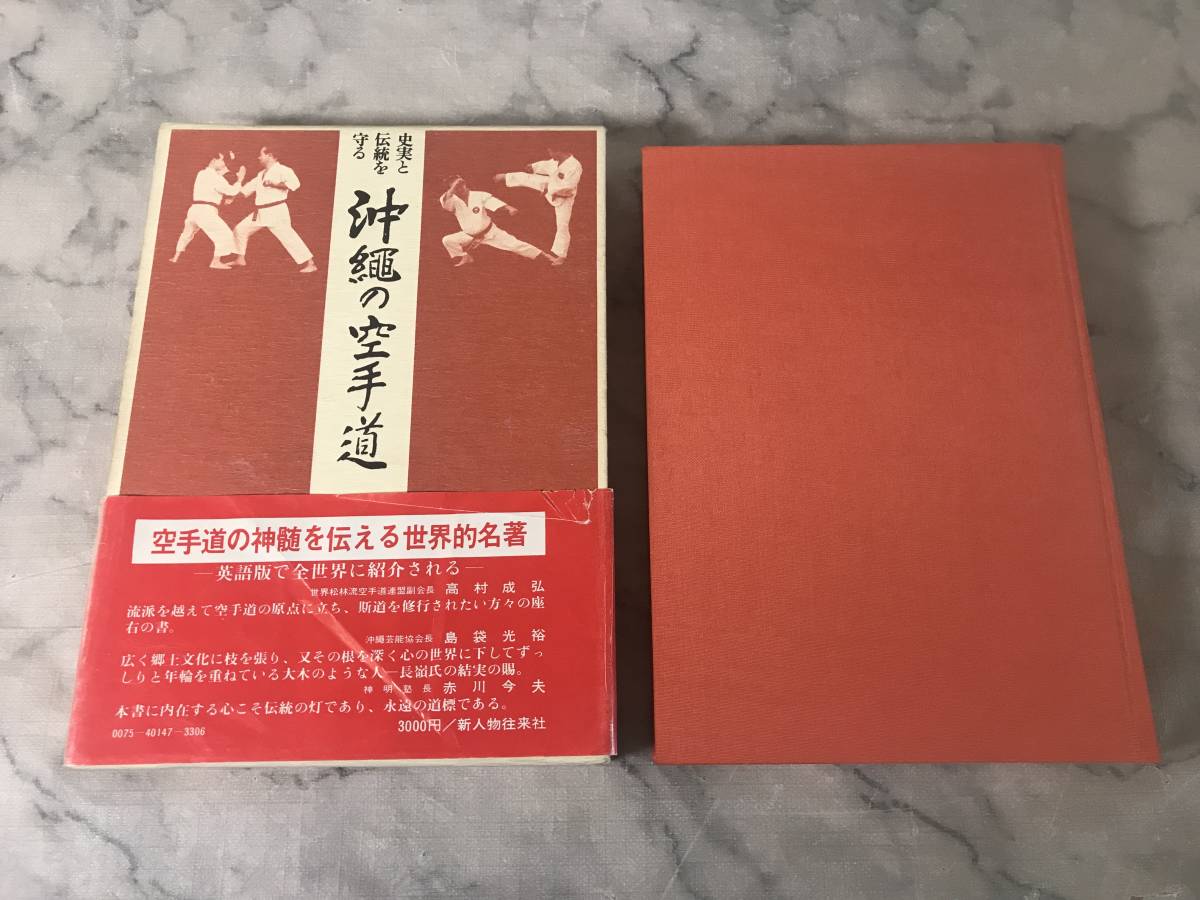 史実と
伝統を
守る
沖縄の空手道
空手道の神髄を伝える世界的名著
—英語版で全世界に紹介される—
世界松林流空手道連盟副会長 高村成弘
流派を越えて空手道の原点に立ち、斯道を修行されたい方々の座
右の書。
沖縄芸能協会長 島袋光裕
広く郷土文化に枝を張り、又その根を深く心の世界に下してずっ
しりと年輪を重ねている大木のような人—長嶺氏の結実の賜。
神明塾長 赤川今夫
本書に内在する心こそ伝統の灯であり、永遠の道標である。
3000円/新人物往来社
0075-40147-3306